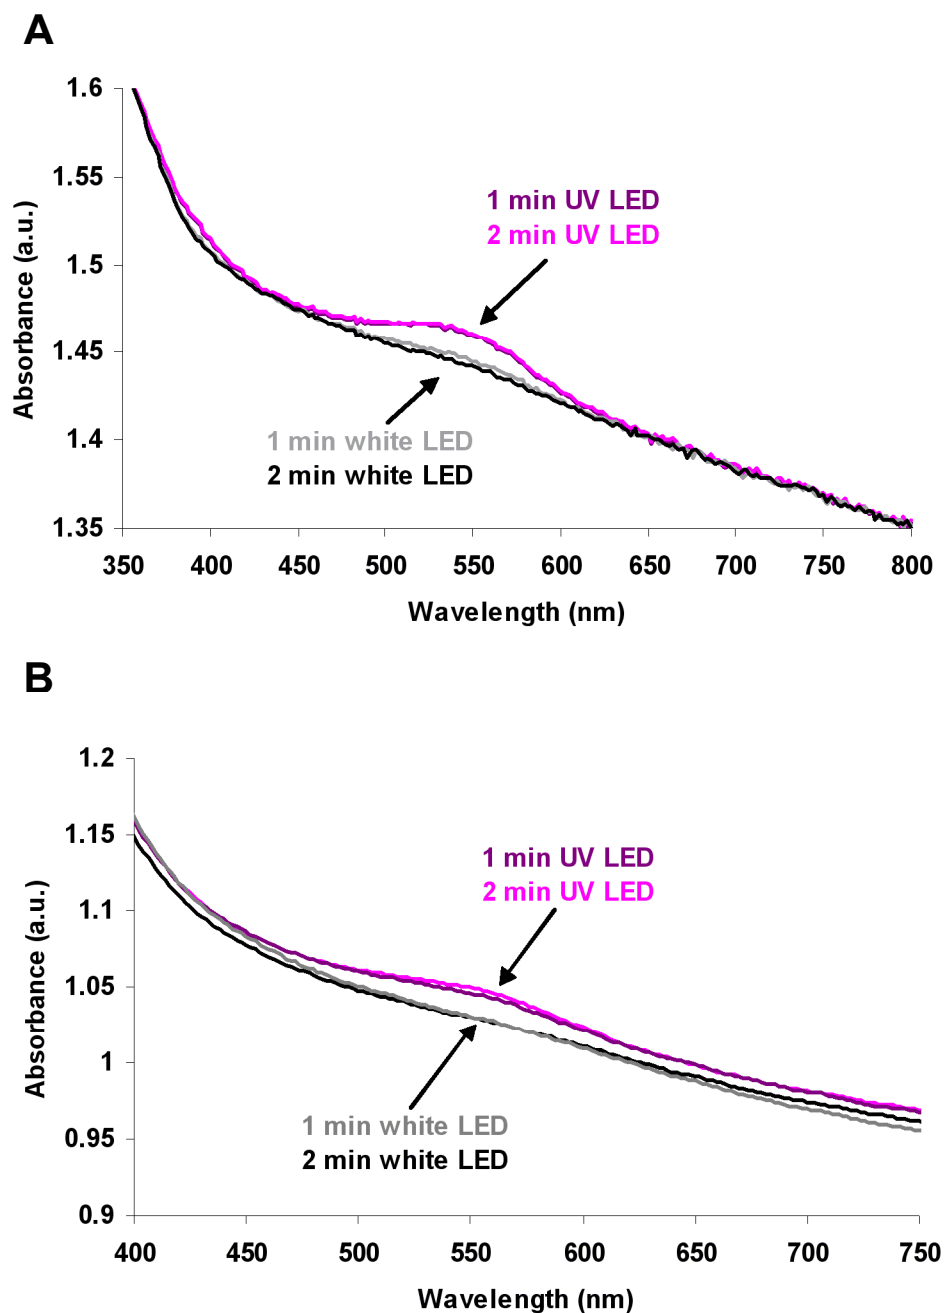 A
1.6
1.55
1.5
1.45
1.4
1.35
Absorbance (a.u.)
1 min UV LED
2 min UV LED
1 min white LED
2 min white LED
350 400 450 500 550 600 650 700 750 800
Wavelength (nm)
B
1.2
1.15
1.1
1.05
1
0.95
0.9
Absorbance (a.u.)
1 min UV LED
2 min UV LED
1 min white LED
2 min white LED
400 450 500 550 600 650 700 750
Wavelength (nm)